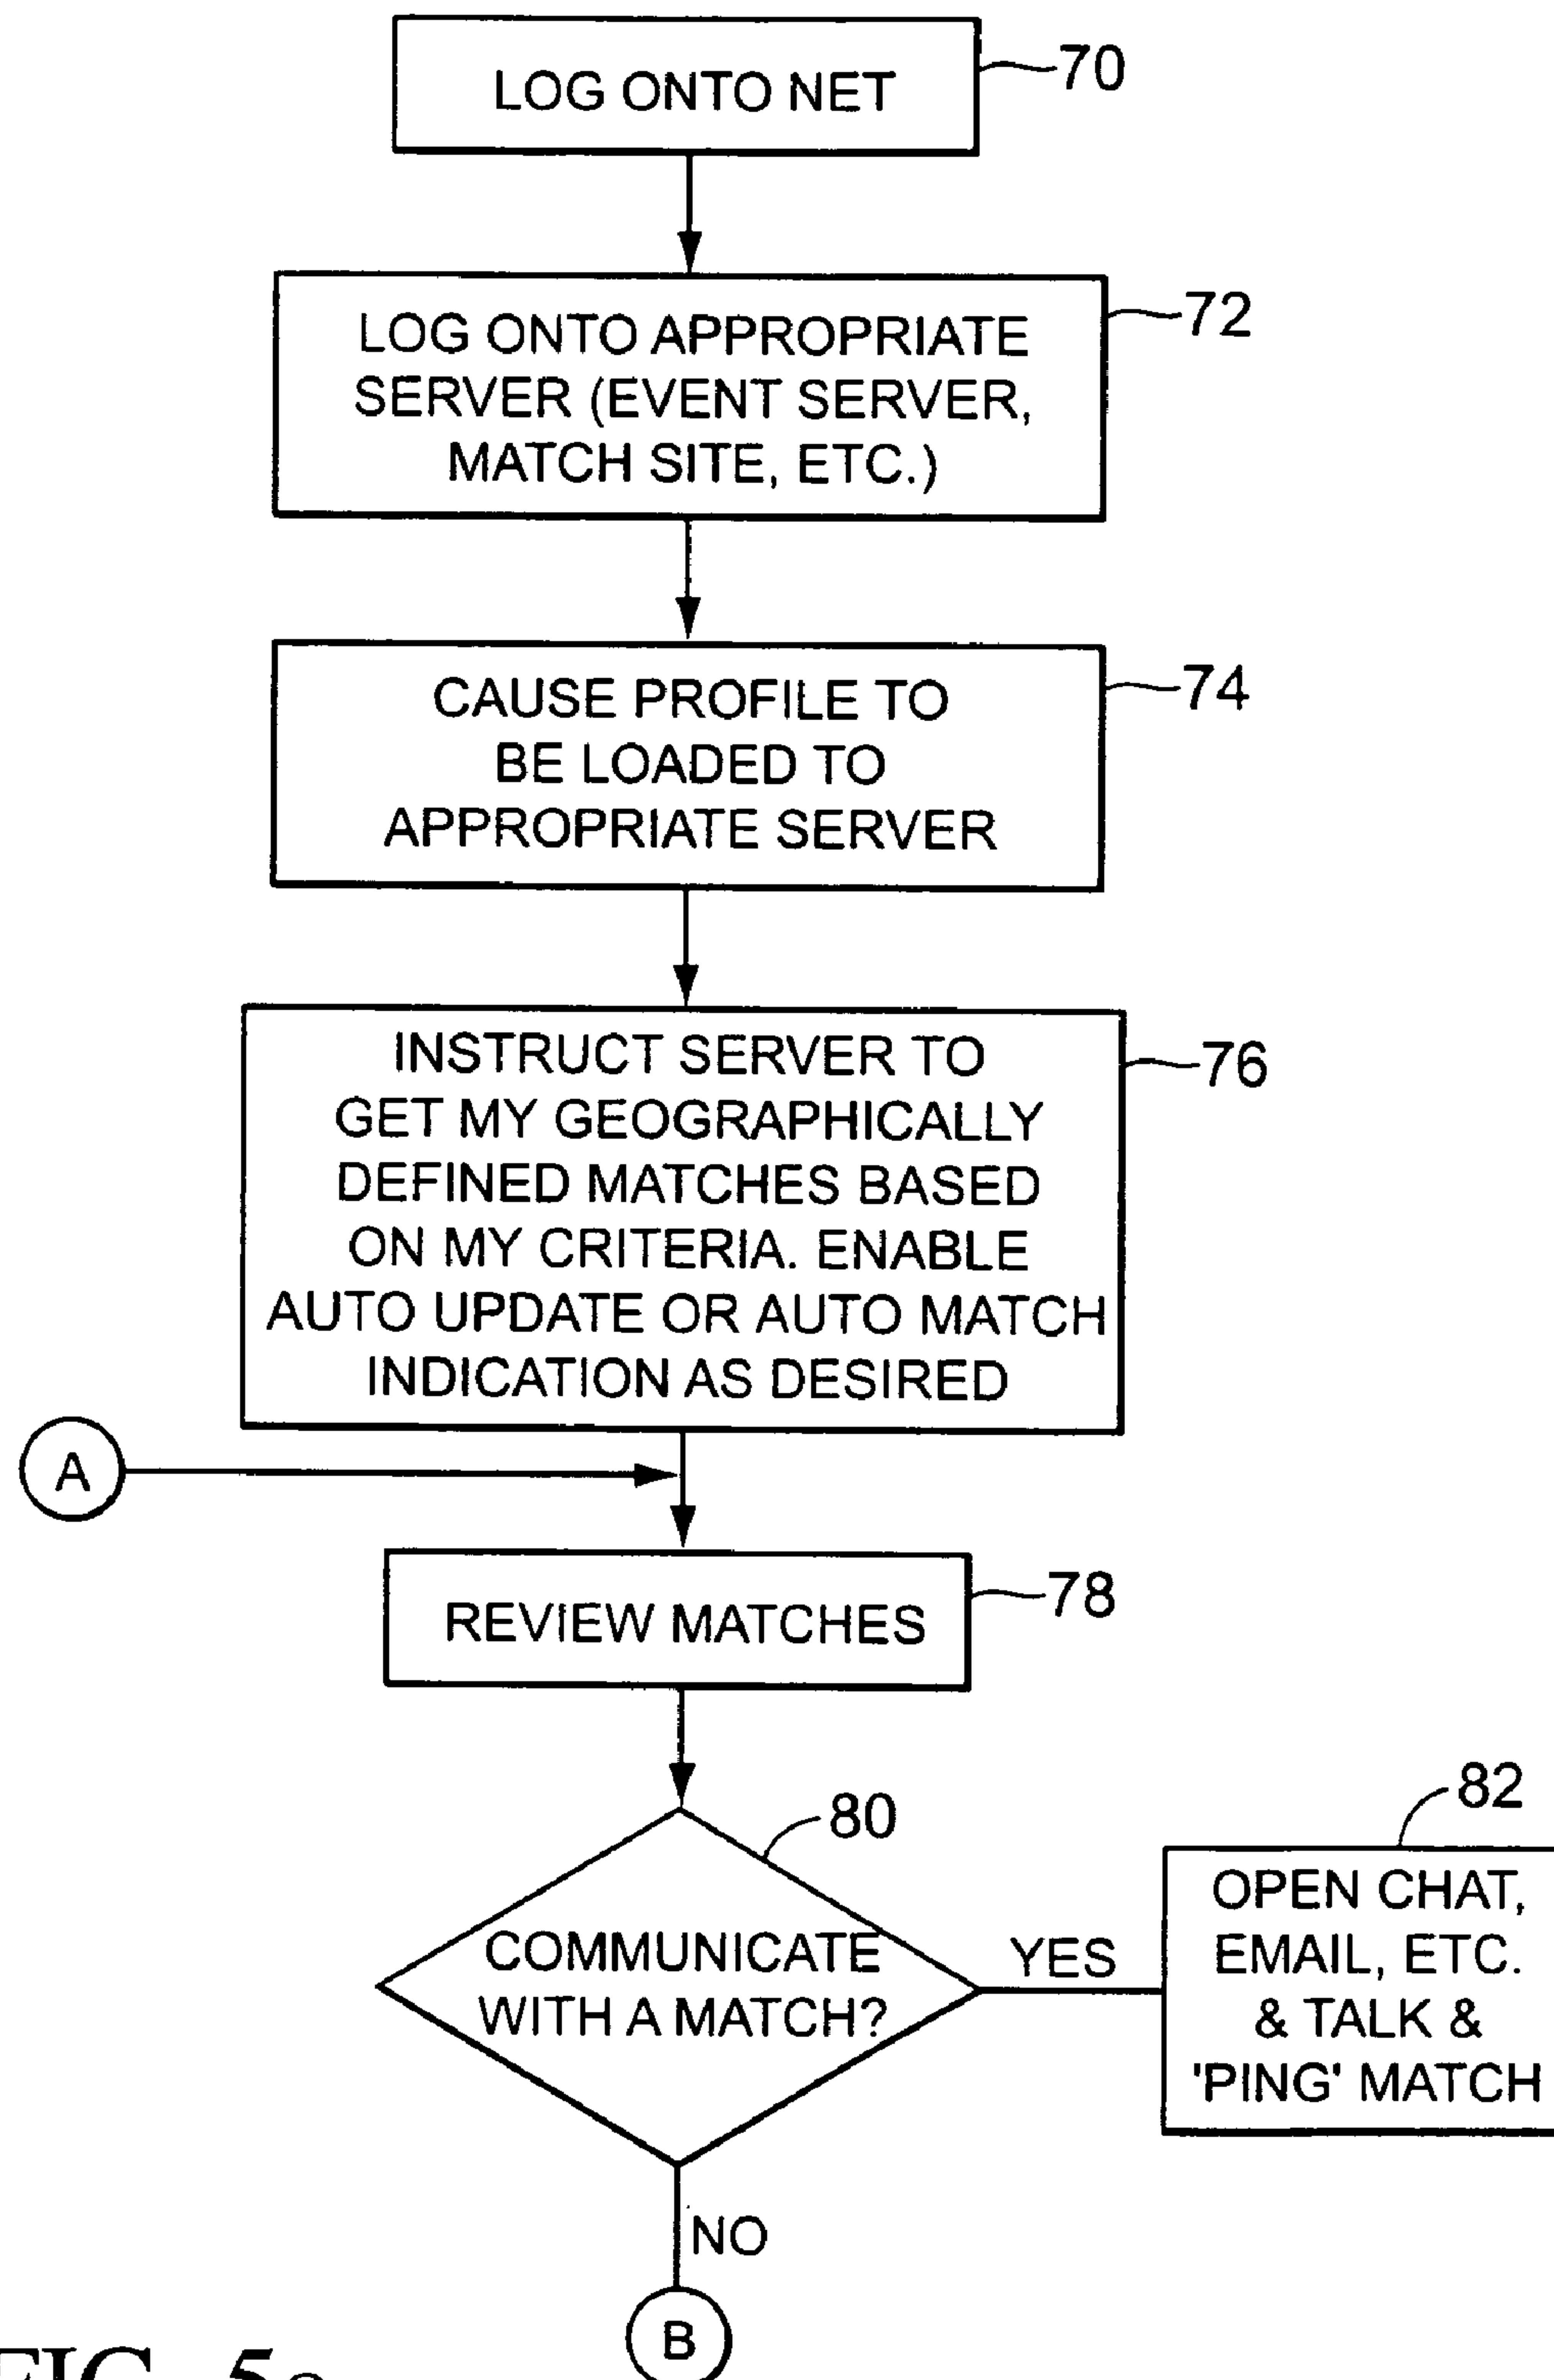 LOG ONTO NET
70
LOG ONTO APPROPRIATE
SERVER (EVENT SERVER,
MATCH SITE, ETC.)
72
CAUSE PROFILE TO
BE LOADED TO
APPROPRIATE SERVER
74
INSTRUCT SERVER TO
GET MY GEOGRAPHICALLY
DEFINED MATCHES BASED
ON MY CRITERIA. ENABLE
AUTO UPDATE OR AUTO MATCH
INDICATION AS DESIRED
76
A
REVIEW MATCHES
78
COMMUNICATE
WITH A MATCH?
80
YES
82
OPEN CHAT,
EMAIL, ETC.
& TALK &
'PING' MATCH
NO
B